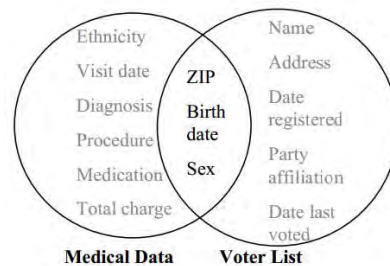 Ethnicity
Visit date
Diagnosis
Procedure
Medication
Total charge
ZIP
Birth
date
Sex
Name
Address
Date
registered
Party
affiliation
Date last
voted
Medical Data
Voter List